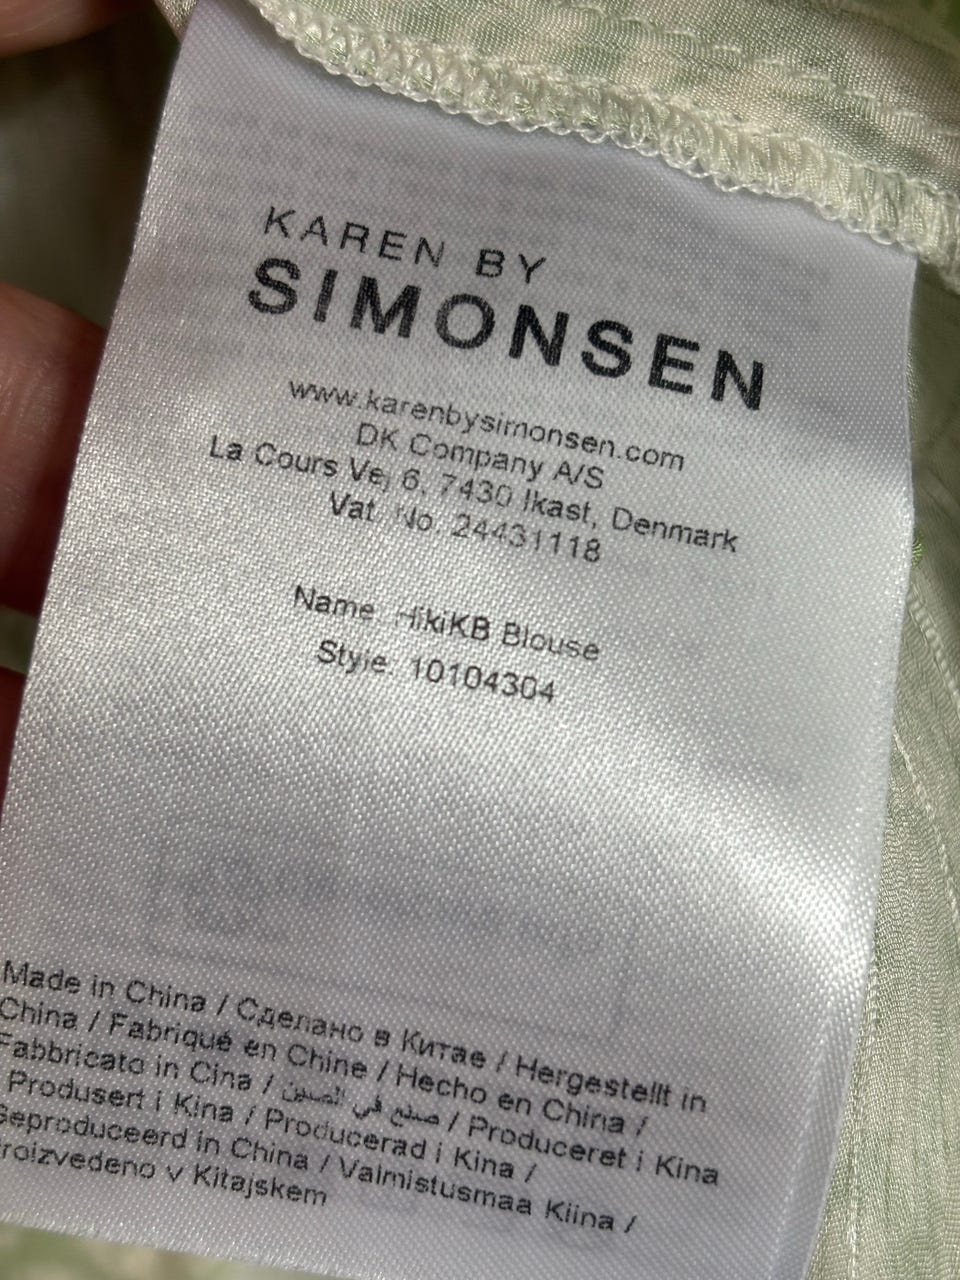 KAREN BY
SIMONSEN
www.karenbysimonsen.com
DK Company A/S
La Cours Vej 6, 7430 Ikast, Denmark
Vat. No. 24431118
Name: HikiKB Blouse
Style: 10104304
Made in China / Сделано в Китае / Hergestellt in
China / Fabriqué en Chine / Hecho en China /
Fabbricato in Cina / صنع في الصين / Produceret i Kina
Produsert i Kina / Producerad i Kina /
Geproduceerd in China / Valmistusmaa Kiina /
roizvedeno v Kitajskem